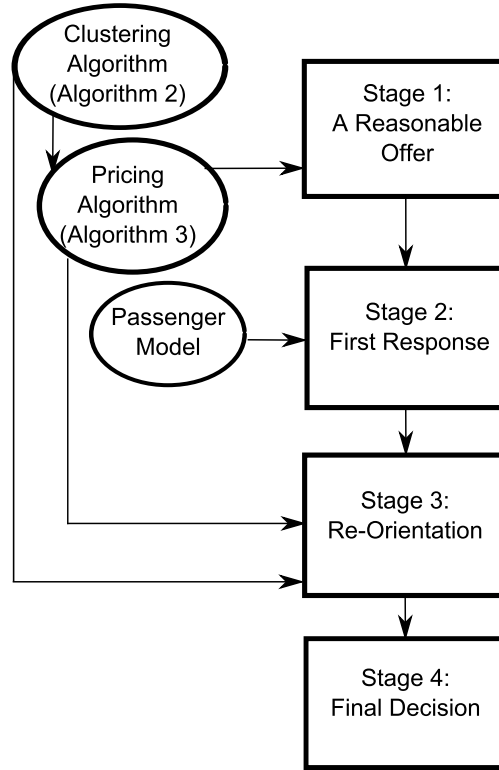 Clustering
Algorithm
(Algorithm 2)
Stage 1:
A Reasonable
Offer
Pricing
Algorithm
(Algorithm 3)
Passenger
Model
Stage 2:
First Response
Stage 3:
Re-Orientation
Stage 4:
Final Decision